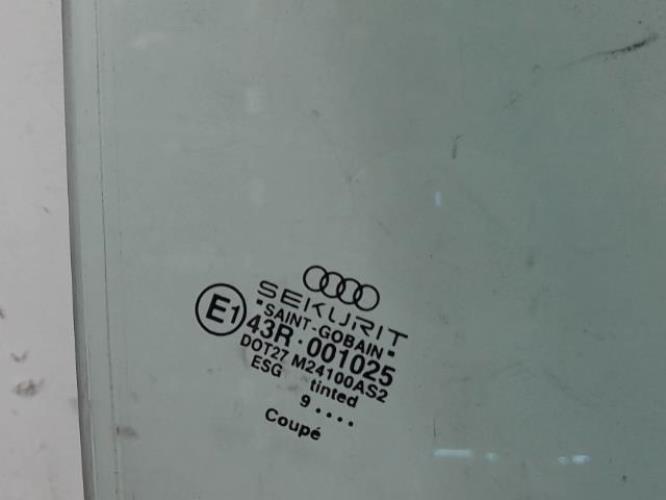 SEKURIT
"SAINT-GOBAIN"
E1
43R·001025
DOT27 M24100AS2
ESG tinted
9 ····
Coupé